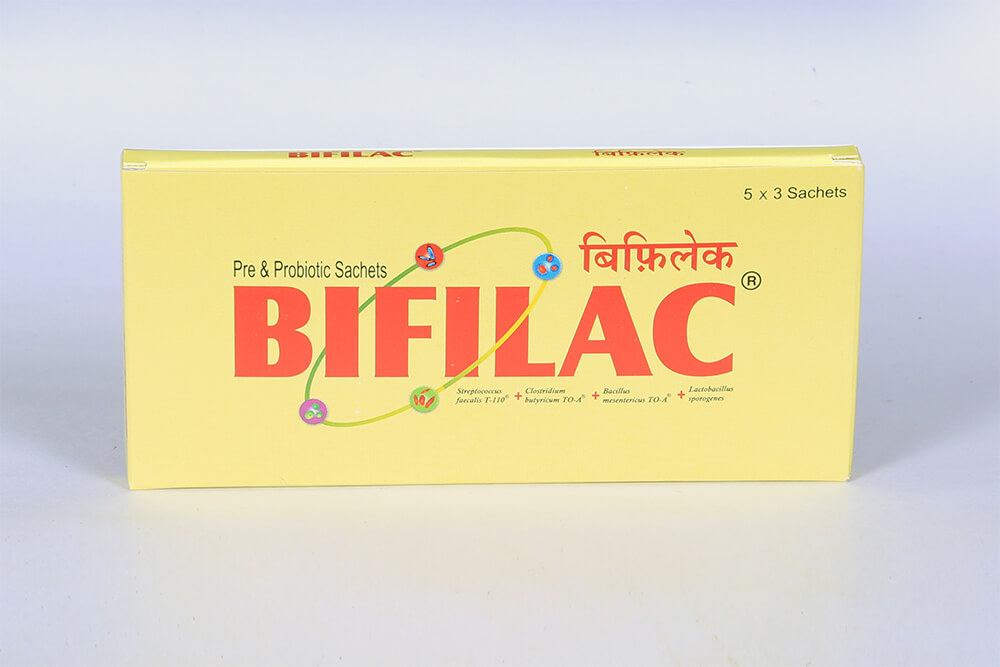 BIFILAC
बिफ़िलेक
5 x 3 Sachets
बिफ़िलेक
Pre & Probiotic Sachets
BIFILAC®
Streptococcus faecalis T-110® + Clostridium butyricum TO-A® + Bacillus mesentericus TO-A® + Lactobacillus sporogenes